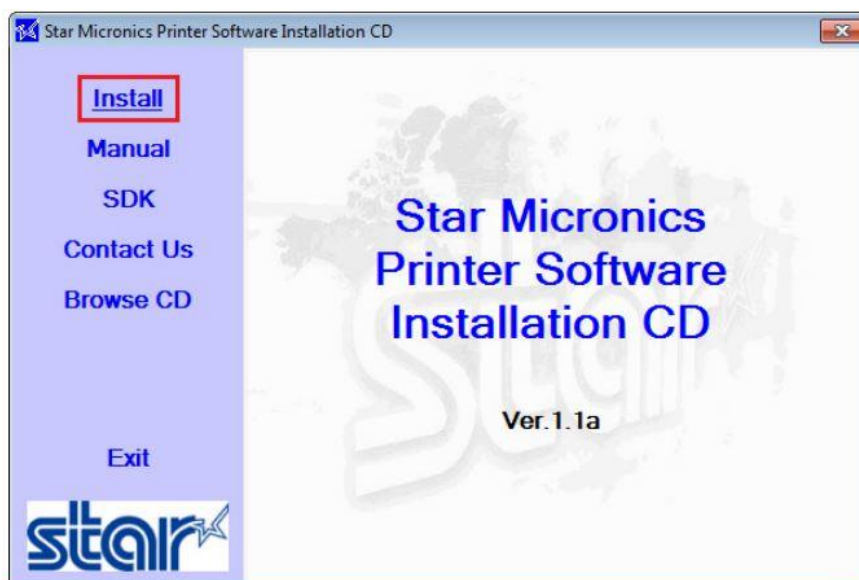 Star Micronics Printer Software Installation CD
Install
Manual
SDK
Contact Us
Browse CD
Exit
star
Star Micronics
Printer Software
Installation CD
Ver.1.1a
star